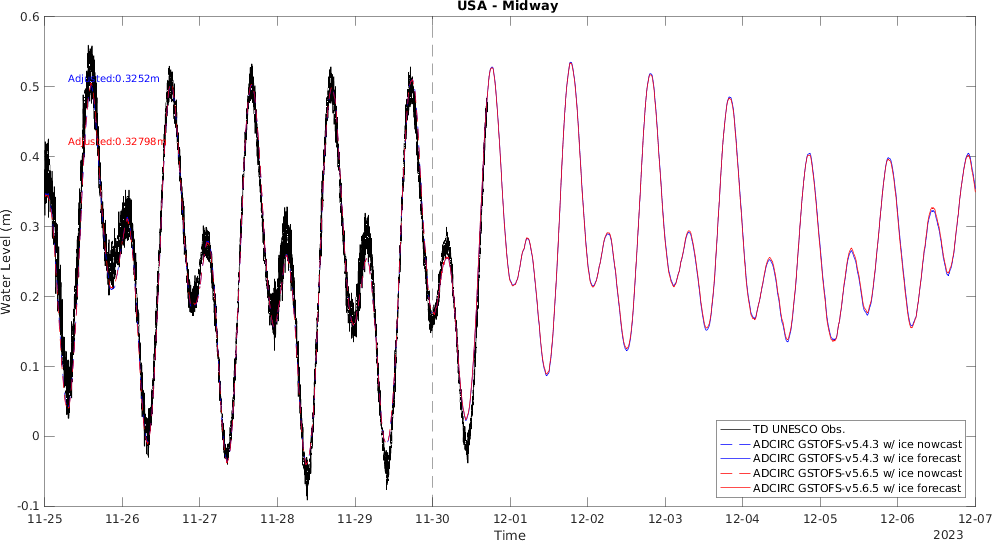 USA - Midway
0.6
0.5
0.4
0.3
0.2
0.1
0
-0.1
Water Level (m)
Adjusted:0.3252m
Adjusted:0.32798m
TD UNESCO Obs.
ADCIRC GSTOFS-v5.4.3 w/ ice nowcast
ADCIRC GSTOFS-v5.4.3 w/ ice forecast
ADCIRC GSTOFS-v5.6.5 w/ ice nowcast
ADCIRC GSTOFS-v5.6.5 w/ ice forecast
11-25 11-26 11-27 11-28 11-29 11-30 12-01 12-02 12-03 12-04 12-05 12-06 12-07
Time
2023